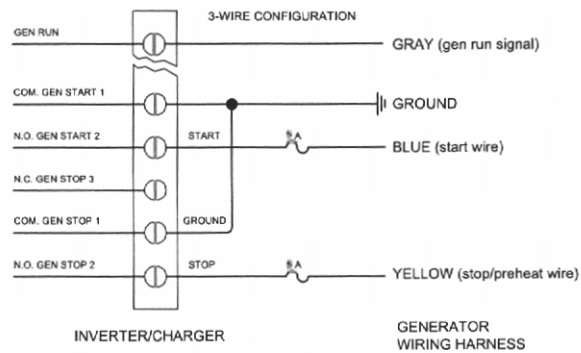 3-WIRE CONFIGURATION
GEN RUN
GRAY (gen run signal)
COM. GEN START 1
GROUND
N.O. GEN START 2
START
5 A
BLUE (start wire)
N.C. GEN STOP 3
COM. GEN STOP 1
GROUND
N.O. GEN STOP 2
STOP
5 A
YELLOW (stop/preheat wire)
INVERTER/CHARGER
GENERATOR
WIRING HARNESS